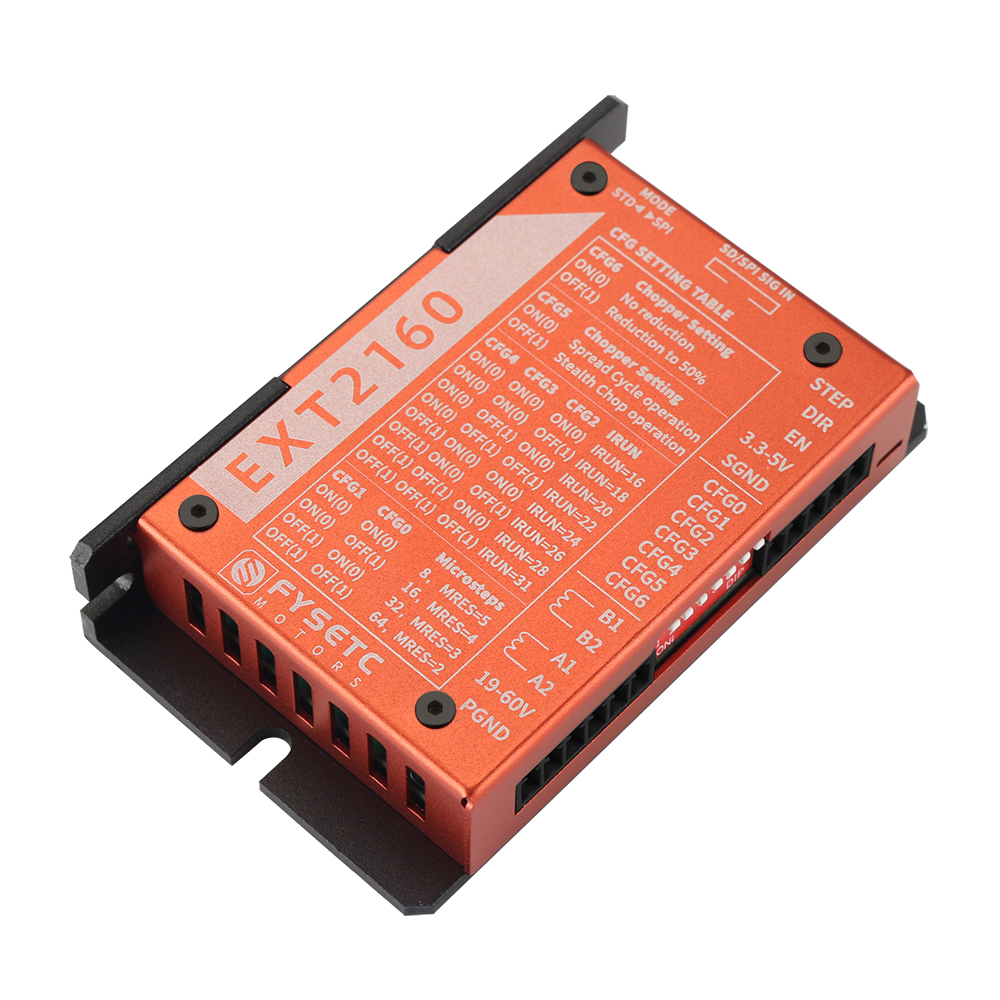 EXT2160
MODE
STD◀ ▶SPI
SD/SPI SIG IN
CFG SETTING TABLE
CFG6 Chopper Setting
ON(0) No reduction
OFF(1) Reduction to 50%
CFG5 Chopper Setting
ON(0) Spread Cycle operation
OFF(1) Stealth Chop operation
CFG4 CFG3 CFG2 IRUN
ON(0) ON(0) ON(0) IRUN=16
ON(0) ON(0) OFF(1) IRUN=18
ON(0) OFF(1) ON(0) IRUN=20
ON(0) OFF(1) OFF(1) IRUN=22
OFF(1) ON(0) ON(0) IRUN=24
OFF(1) ON(0) OFF(1) IRUN=26
OFF(1) OFF(1) ON(0) IRUN=28
OFF(1) OFF(1) OFF(1) IRUN=31
CFG1 CFG0 Microsteps
ON(0) ON(0) 8, MRES=5
ON(0) OFF(1) 16, MRES=4
OFF(1) ON(0) 32, MRES=3
OFF(1) OFF(1) 64, MRES=2
FYSETC
MOTORS
STEP
DIR
EN
3.3-5V
SGND
CFG0
CFG1
CFG2
CFG3
CFG4
CFG5
CFG6
B1
B2
A1
A2
19-60V
PGND
ON
DIP